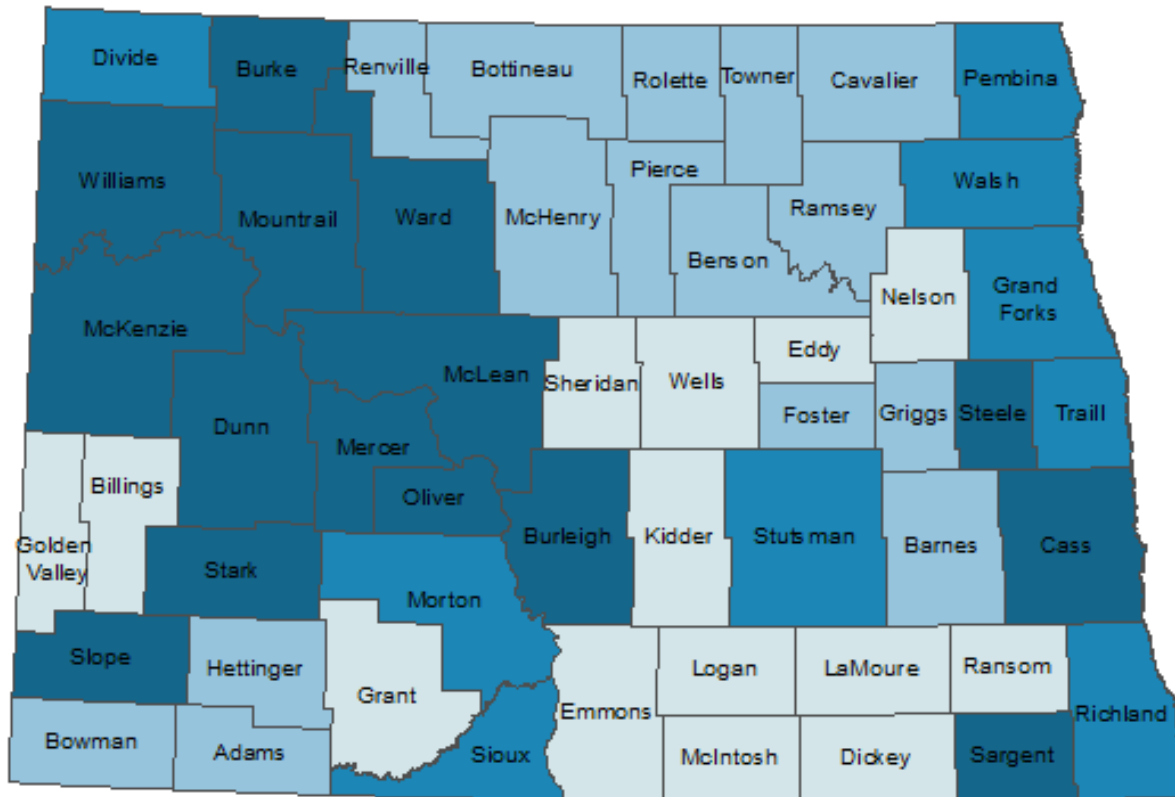 Divide
Burke
Renville
Bottineau
Rolette
Towner
Cavalier
Pembina
Williams
Mountrail
Ward
McHenry
Pierce
Benson
Ramsey
Walsh
Nelson
Grand
Forks
McKenzie
Dunn
McLean
Mercer
Oliver
Sheridan
Wells
Eddy
Foster
Griggs
Steele
Traill
Golden
Valley
Billings
Stark
Morton
Burleigh
Kidder
Stutsman
Barnes
Cass
Slope
Hettinger
Grant
Emmons
Logan
LaMoure
Ransom
Richland
Bowman
Adams
Sioux
McIntosh
Dickey
Sargent